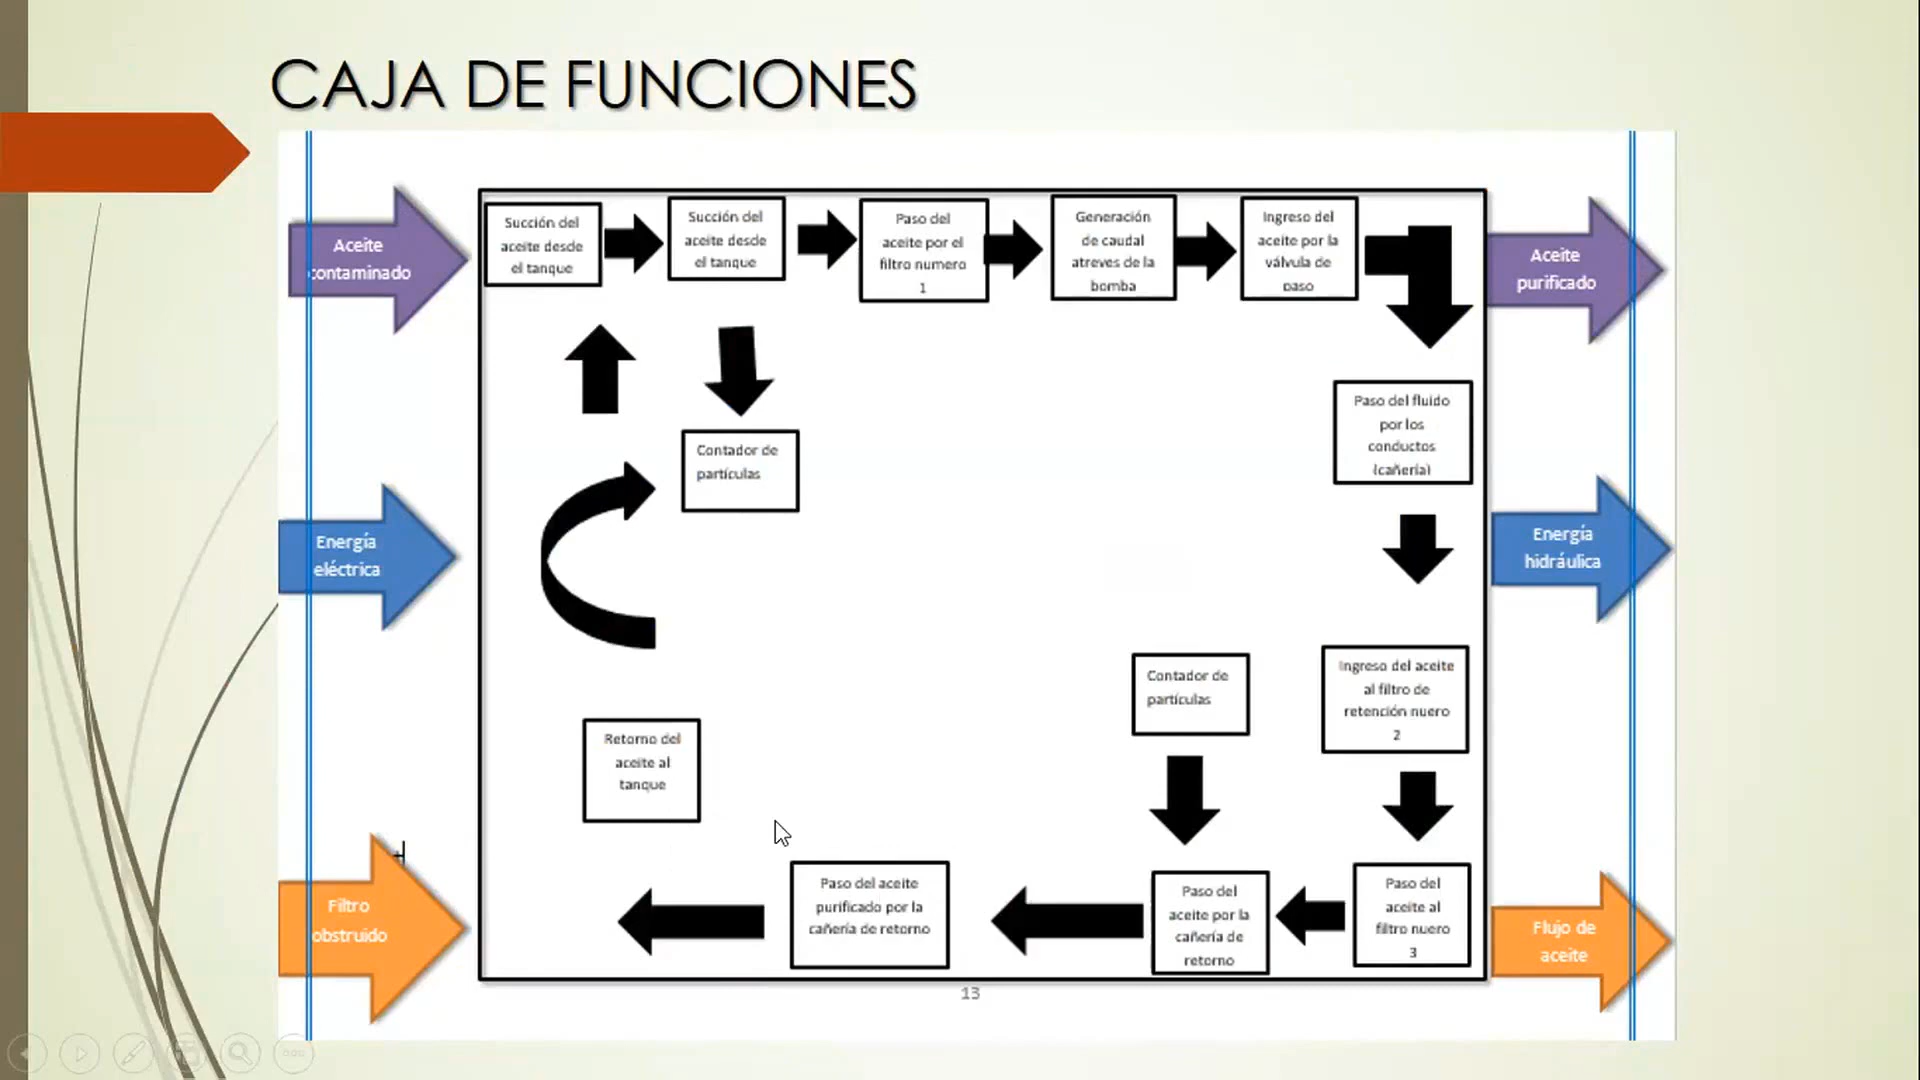 CAJA DE FUNCIONES
Aceite
contaminado
Succión del
aceite desde
el tanque
Succión del
aceite desde
el tanque
Paso del
aceite por el
filtro numero
1
Generación
de caudal
atreves de la
bomba
Ingreso del
aceite por la
válvula de
paso
Aceite
purificado
Contador de
partículas
Paso del fluido
por los
conductos
(cañería)
Energía
eléctrica
Energía
hidráulica
Retorno del
aceite al
tanque
Contador de
partículas
Ingreso del aceite
al filtro de
retención nuero
2
Filtro
obstruido
Paso del aceite
purificado por la
cañería de retorno
Paso del
aceite por la
cañería de
retorno
Paso del
aceite al
filtro nuero
3
Flujo de
aceite
13